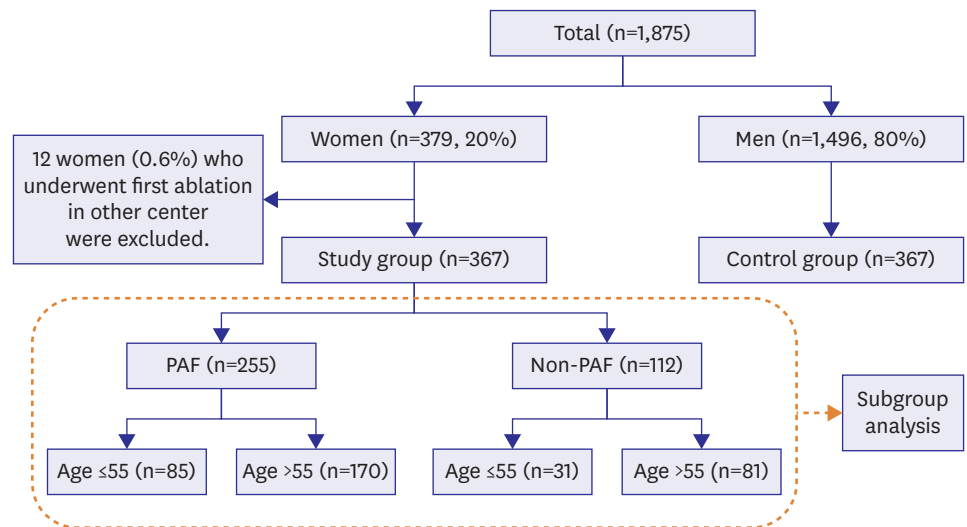 Total (n=1,875)
Women (n=379, 20%)
Men (n=1,496, 80%)
12 women (0.6%) who
underwent first ablation
in other center
were excluded.
Study group (n=367)
Control group (n=367)
PAF (n=255)
Non-PAF (n=112)
Subgroup
analysis
Age ≤55 (n=85)
Age >55 (n=170)
Age ≤55 (n=31)
Age >55 (n=81)